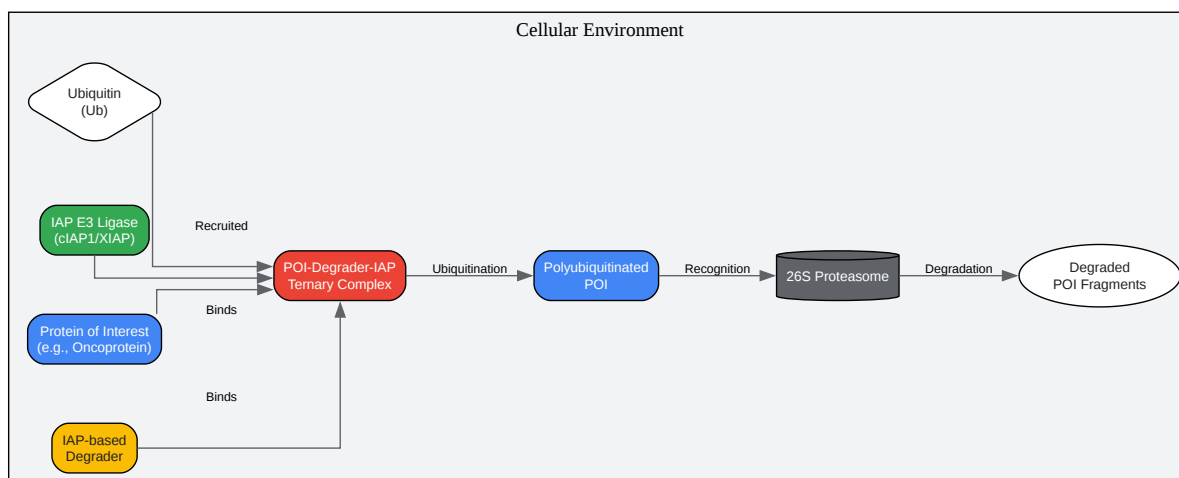 Cellular Environment
Ubiquitin
(Ub)
IAP E3 Ligase
(cIAP1/XIAP)
Recruited
POI-Degrader-IAP
Ternary Complex
Ubiquitination
Polyubiquitinated
POI
Recognition
26S Proteasome
Degradation
Degraded
POI Fragments
Binds
Protein of Interest
(e.g., Oncoprotein)
Binds
IAP-based
Degrader